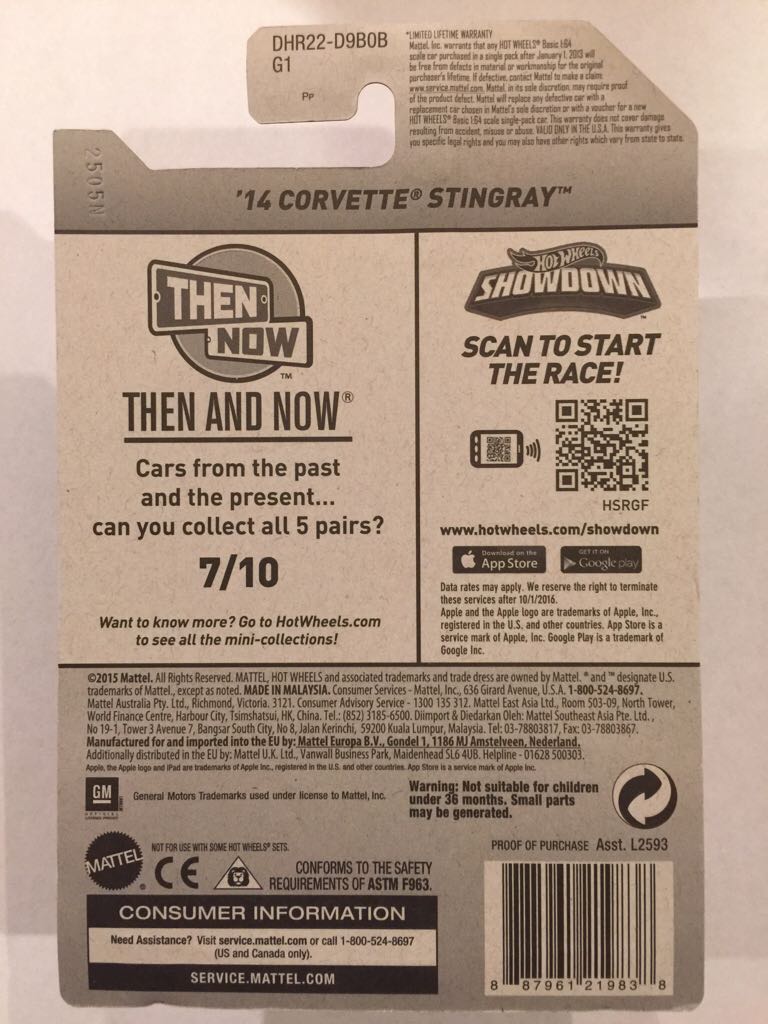 DHR22-D9B0B
G1
PP
*LIMITED LIFETIME WARRANTY
Mattel, Inc. warrants that any HOT WHEELS® Basic 1:64
scale car purchased in a single pack after January 1, 2013 will
be free from defects in material or workmanship for the original
purchaser's lifetime. If defective, contact Mattel to make a claim:
www.service.mattel.com. Mattel, in its sole discretion, may require proof
of the product defect. Mattel will replace any defective car with a
replacement car chosen in Mattel's sole discretion or with a voucher for a new
HOT WHEELS® Basic 1:64 scale single-pack car. This warranty does not cover damage
resulting from accident, misuse or abuse. VALID ONLY IN THE U.S.A. This warranty gives
you specific legal rights and you may also have other rights which vary from state to state.
2505N
'14 CORVETTE® STINGRAY™
THEN
NOW
™
THEN AND NOW®
Cars from the past
and the present...
can you collect all 5 pairs?
7/10
Want to know more? Go to HotWheels.com
to see all the mini-collections!
HOT WHEELS
SHOWDOWN
™
SCAN TO START
THE RACE!
HSRGF
www.hotwheels.com/showdown
Download on the
App Store
GET IT ON
Google play
Data rates may apply. We reserve the right to terminate
these services after 10/1/2016.
Apple and the Apple logo are trademarks of Apple, Inc.,
registered in the U.S. and other countries. App Store is a
service mark of Apple, Inc. Google Play is a trademark of
Google Inc.
©2015 Mattel. All Rights Reserved. MATTEL, HOT WHEELS and associated trademarks and trade dress are owned by Mattel. ® and ™ designate U.S.
trademarks of Mattel, except as noted. MADE IN MALAYSIA. Consumer Services - Mattel, Inc., 636 Girard Avenue, U.S.A. 1-800-524-8697.
Mattel Australia Pty. Ltd., Richmond, Victoria. 3121. Consumer Advisory Service - 1300 135 312. Mattel East Asia Ltd., Room 503-09, North Tower,
World Finance Centre, Harbour City, Tsimshatsui, HK, China. Tel.: (852) 3185-6500. Diimport & Diedarkan Oleh: Mattel Southeast Asia Pte. Ltd.,
No 19-1, Tower 3 Avenue 7, Bangsar South City, No 8, Jalan Kerinchi, 59200 Kuala Lumpur, Malaysia. Tel: 03-78803817, Fax: 03-78803867.
Manufactured for and imported into the EU by: Mattel Europa B.V., Gondel 1, 1186 MJ Amstelveen, Nederland.
Additionally distributed in the EU by: Mattel U.K. Ltd., Vanwall Business Park, Maidenhead SL6 4UB. Helpline - 01628 500303.
Apple, the Apple logo and iPad are trademarks of Apple Inc., registered in the U.S. and other countries. App Store is a service mark of Apple Inc.
GM
General Motors Trademarks used under license to Mattel, Inc.
Warning: Not suitable for children
under 36 months. Small parts
may be generated.
MATTEL
NOT FOR USE WITH SOME HOT WHEELS® SETS.
CE
CONFORMS TO THE SAFETY
REQUIREMENTS OF ASTM F963.
PROOF OF PURCHASE Asst. L2593
CONSUMER INFORMATION
Need Assistance? Visit service.mattel.com or call 1-800-524-8697
(US and Canada only).
SERVICE.MATTEL.COM
8 87961 21983 8